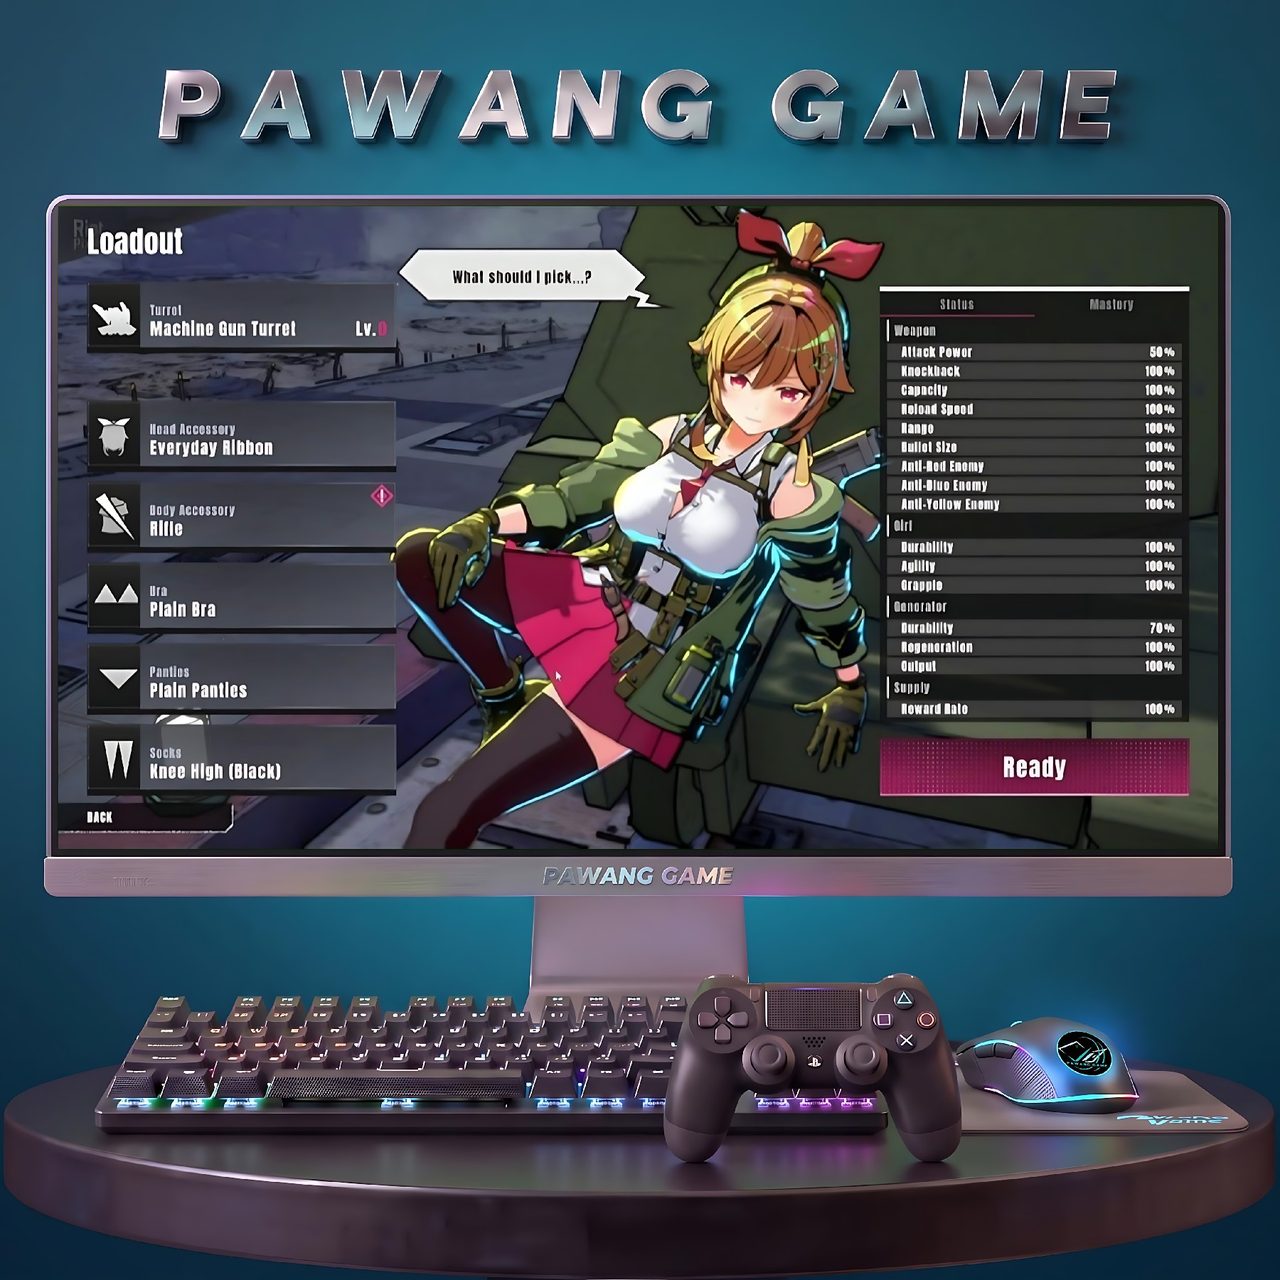 PAWANG GAME
Loadout
What should I pick...?
Turret
Machine Gun Turret Lv.0
Head Accessory
Everyday Ribbon
Body Accessory
Rifle
Bra
Plain Bra
Panties
Plain Panties
Socks
Knee High (Black)
BACK
Status Mastery
Weapon
Attack Power 50%
Knockback 100%
Capacity 100%
Reload Speed 100%
Range 100%
Bullet Size 100%
Anti-Red Enemy 100%
Anti-Blue Enemy 100%
Anti-Yellow Enemy 100%
Girl
Durability 100%
Agility 100%
Grapple 100%
Generator
Durability 70%
Regeneration 100%
Output 100%
Supply
Reward Rate 100%
Ready
PAWANG GAME